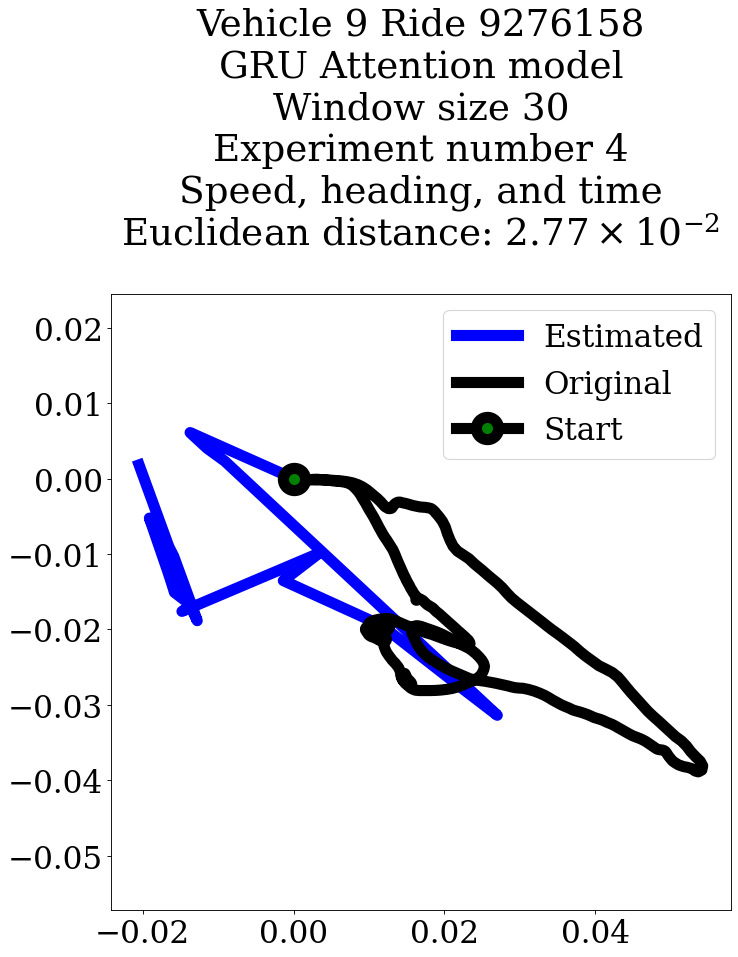 Vehicle 9 Ride 9276158
GRU Attention model
Window size 30
Experiment number 4
Speed, heading, and time
Euclidean distance: 2.77 × 10⁻²
Estimated
Original
Start
0.02
0.01
0.00
−0.01
−0.02
−0.03
−0.04
−0.05
−0.02
0.00
0.02
0.04